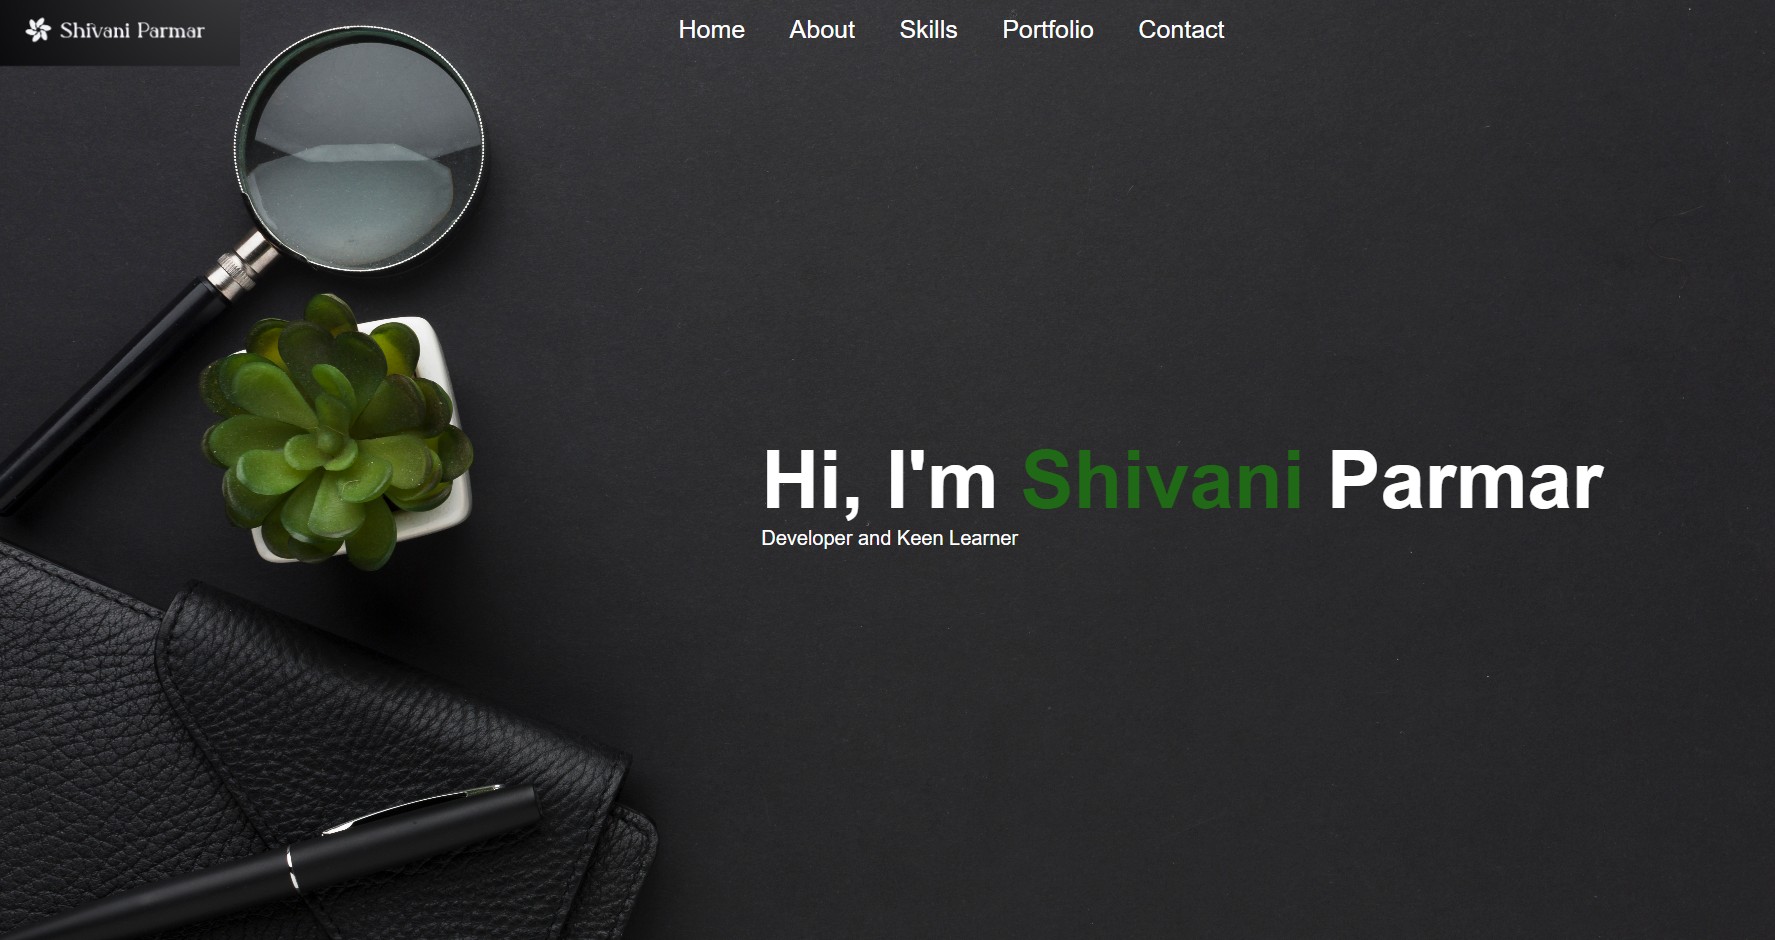 Shivani Parmar
Home About Skills Portfolio Contact
Hi, I'm Shivani Parmar
Developer and Keen Learner